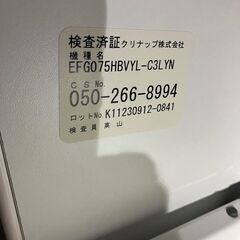 検査済証 クリナップ株式会社
機種名
EFG075HBVYL-C3LYN
CS No.
050-266-8994
ロットNo.K11230912-0841
検査員 高山